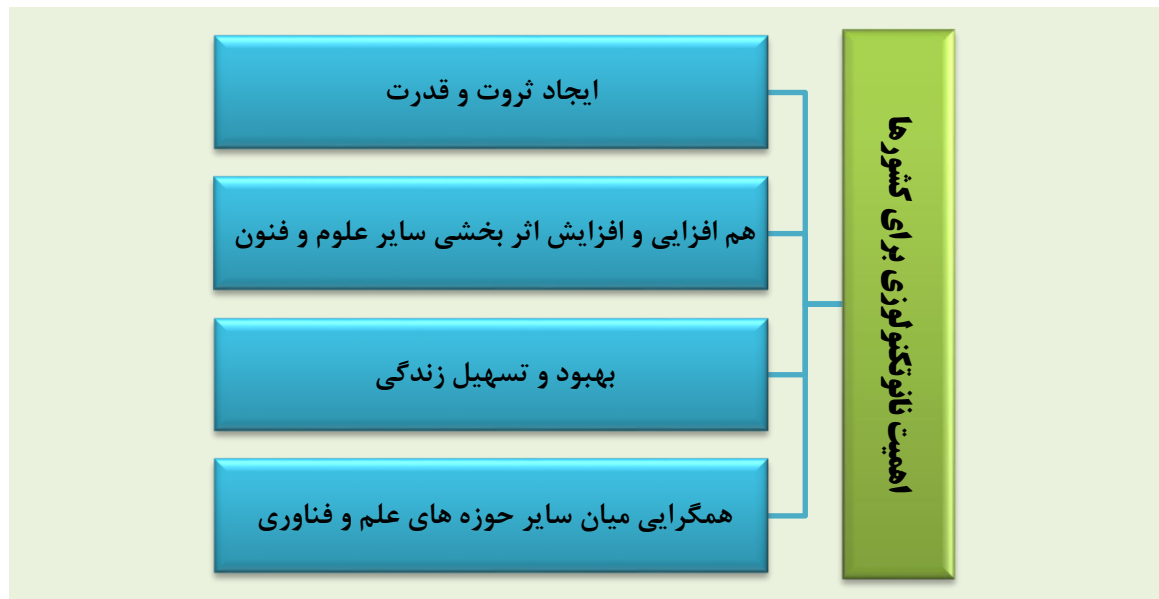 اهمیت نانوتکنولوزی برای کشورها
ایجاد ثروت و قدرت
هم افزایی و افزایش اثر بخشی سایر علوم و فنون
بهبود و تسهیل زندگی
همگرایی میان سایر حوزه های علم و فناوری